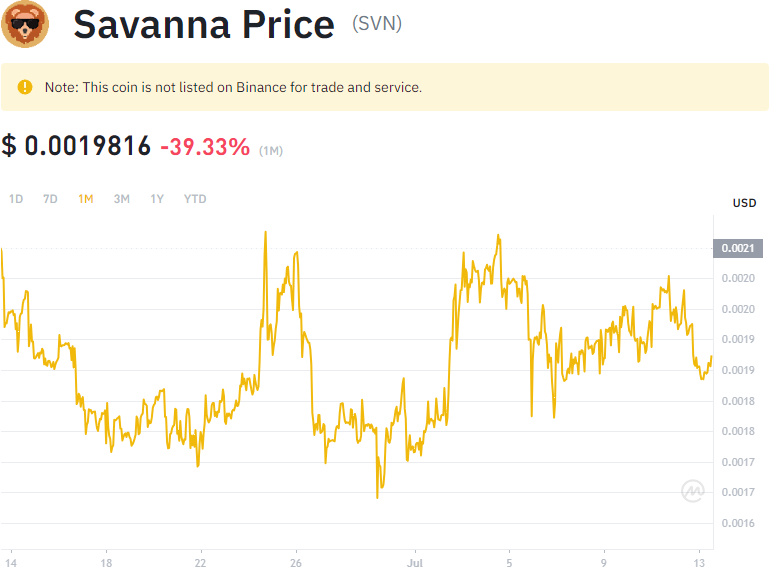 Savanna Price (SVN)
Note: This coin is not listed on Binance for trade and service.
$ 0.0019816 -39.33% (1M)
1D 7D 1M 3M 1Y YTD
USD
0.0021
0.0020
0.0020
0.0019
0.0019
0.0018
0.0018
0.0017
0.0017
0.0016
14 18 22 26 Jul 5 9 13